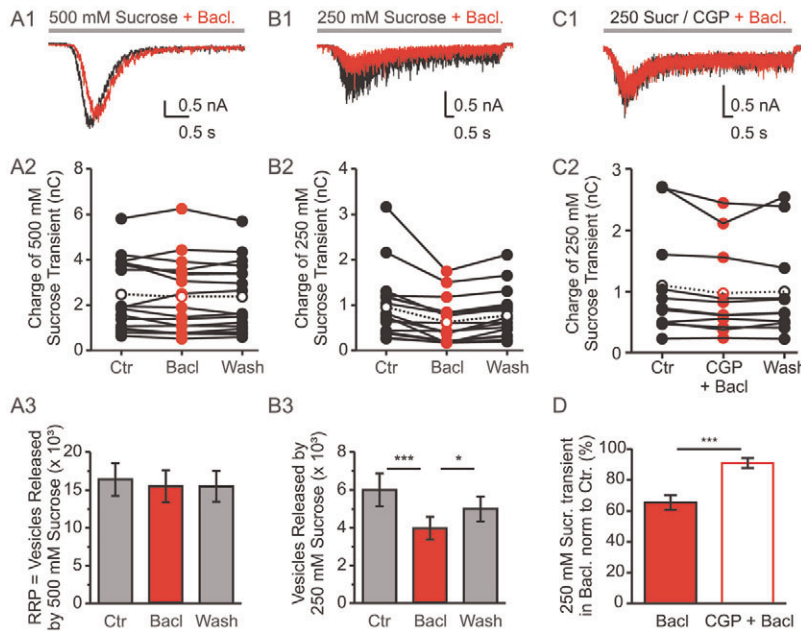 A1
500 mM Sucrose + Bacl.
0.5 nA
0.5 s
B1
250 mM Sucrose + Bacl.
0.5 nA
0.5 s
C1
250 Sucr / CGP + Bacl.
0.5 nA
0.5 s
A2
Charge of 500 mM
Sucrose Transient (nC)
8
6
4
2
0
Ctr
Bacl
Wash
B2
Charge of 250 mM
Sucrose Transient (nC)
4
3
2
1
0
Ctr
Bacl
Wash
C2
Charge of 250 mM
Sucrose Transient (nC)
3
2
1
0
Ctr
CGP
+ Bacl
Wash
A3
RRP = Vesicles Released
by 500 mM Sucrose (x 10³)
20
15
10
5
0
Ctr
Bacl
Wash
B3
Vesicles Released by
250 mM Sucrose (x 10³)
8
6
4
2
0
***
*
Ctr
Bacl
Wash
D
250 mM Sucr. transient
in Bacl. norm to Ctr. (%)
100
80
60
40
20
0
***
Bacl
CGP + Bacl